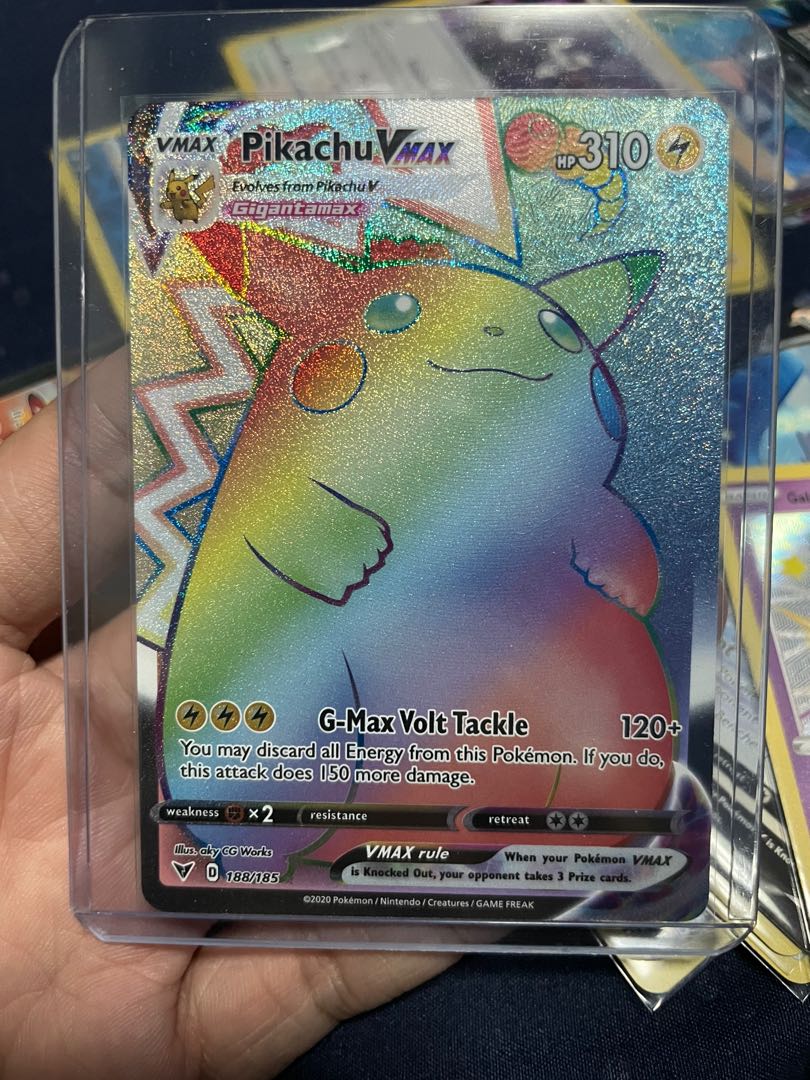 VMAX Pikachu VMAX HP 310
Evolves from Pikachu V
Gigantamax
G-Max Volt Tackle 120+
You may discard all Energy from this Pokémon. If you do,
this attack does 150 more damage.
weakness ×2 resistance retreat
Illus. aky CG Works
VMAX rule When your Pokémon VMAX
is Knocked Out, your opponent takes 3 Prize cards.
D 188/185
©2020 Pokémon / Nintendo / Creatures / GAME FREAK